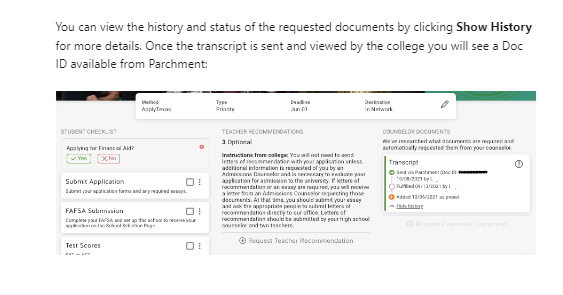 You can view the history and status of the requested documents by clicking Show History
for more details. Once the transcript is sent and viewed by the college you will see a Doc
ID available from Parchment:
Method
ApplyTexas
Type
Priority
Deadline
Jun 01
Destination
In Network
STUDENT CHECKLIST
Applying for Financial Aid?
Yes
No
Submit Application
Submit your application forms and any required essays.
FAFSA Submission
Complete your FAFSA and set up this school to receive your
application on the School Selection Page.
Test Scores
TEACHER RECOMMENDATIONS
3 Optional
Instructions from college: You will not need to send
letters of recommendation with your application unless
additional information is requested of you by an
Admissions Counselor and is necessary to evaluate your
application for admission to the university. If letters of
recommendation or an essay are required, you will receive
a letter from an Admissions Counselor requesting those
documents. At that time, you should submit your essay
and ask the appropriate people to submit letters of
recommendation directly to our office. Letters of
recommendation should be submitted by your high school
counselor and two teachers.
Request Teacher Recommendation
COUNSELOR DOCUMENTS
We've researched what documents are required and
automatically requested them from your counselor.
Transcript
Sent via Parchment (Doc ID
10/08/2021 by L
Fulfilled 09/13/2021 by L
Added 10/06/2021 as preset
Hide history
Request Counselor Document